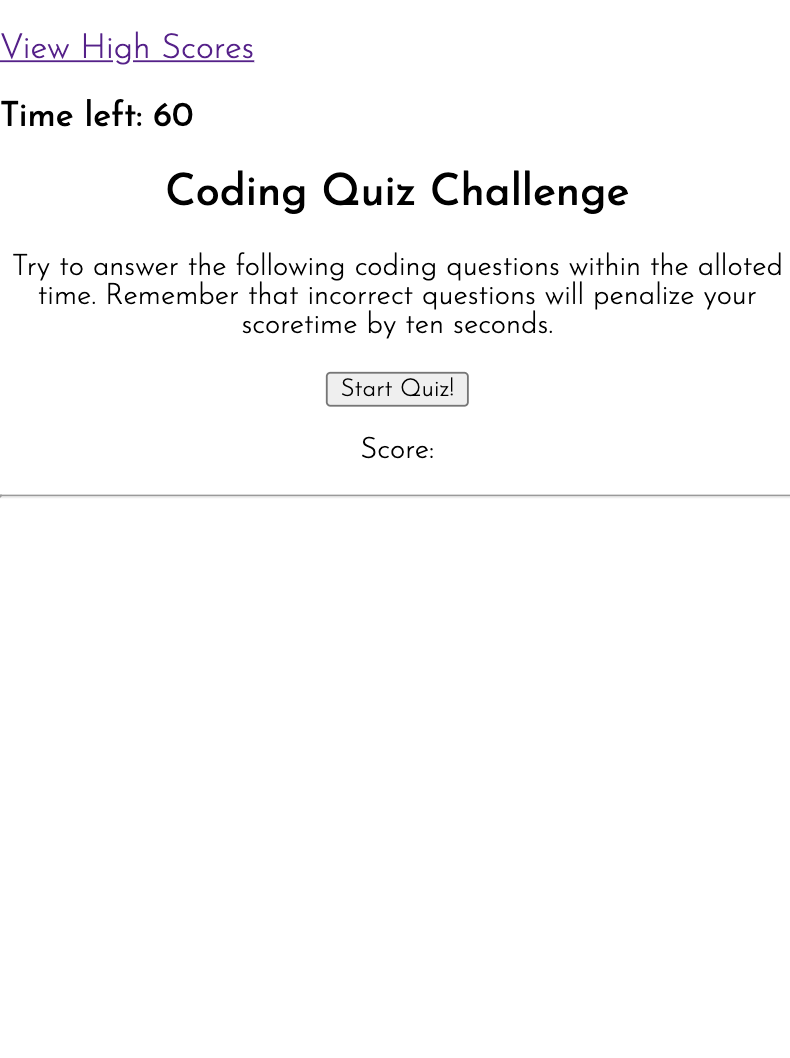 View High Scores
Time left: 60
Coding Quiz Challenge
Try to answer the following coding questions within the alloted
time. Remember that incorrect questions will penalize your
scoretime by ten seconds.
Start Quiz!
Score: